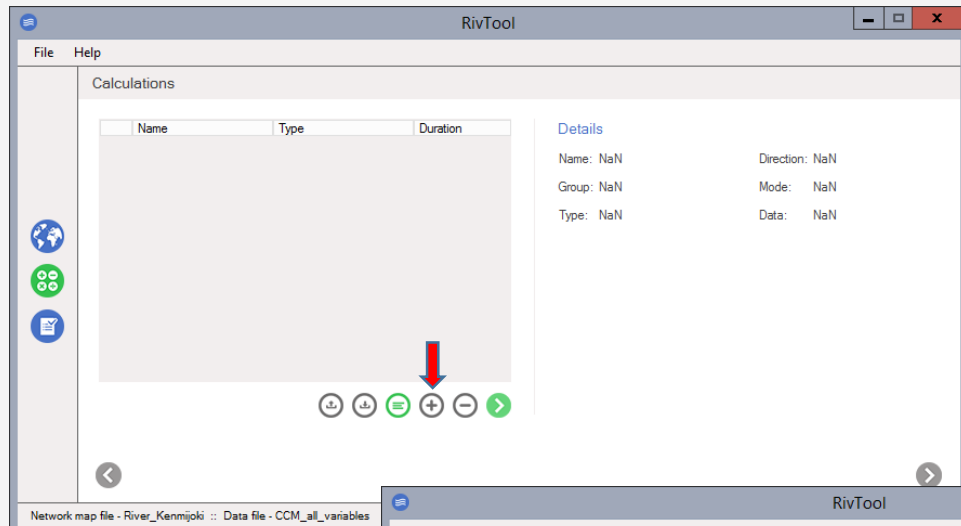 RivTool
File Help
Calculations
Name Type Duration
Details
Name: NaN Direction: NaN
Group: NaN Mode: NaN
Type: NaN Data: NaN
RivTool
Network map file - River_Kenmijoki :: Data file - CCM_all_variables